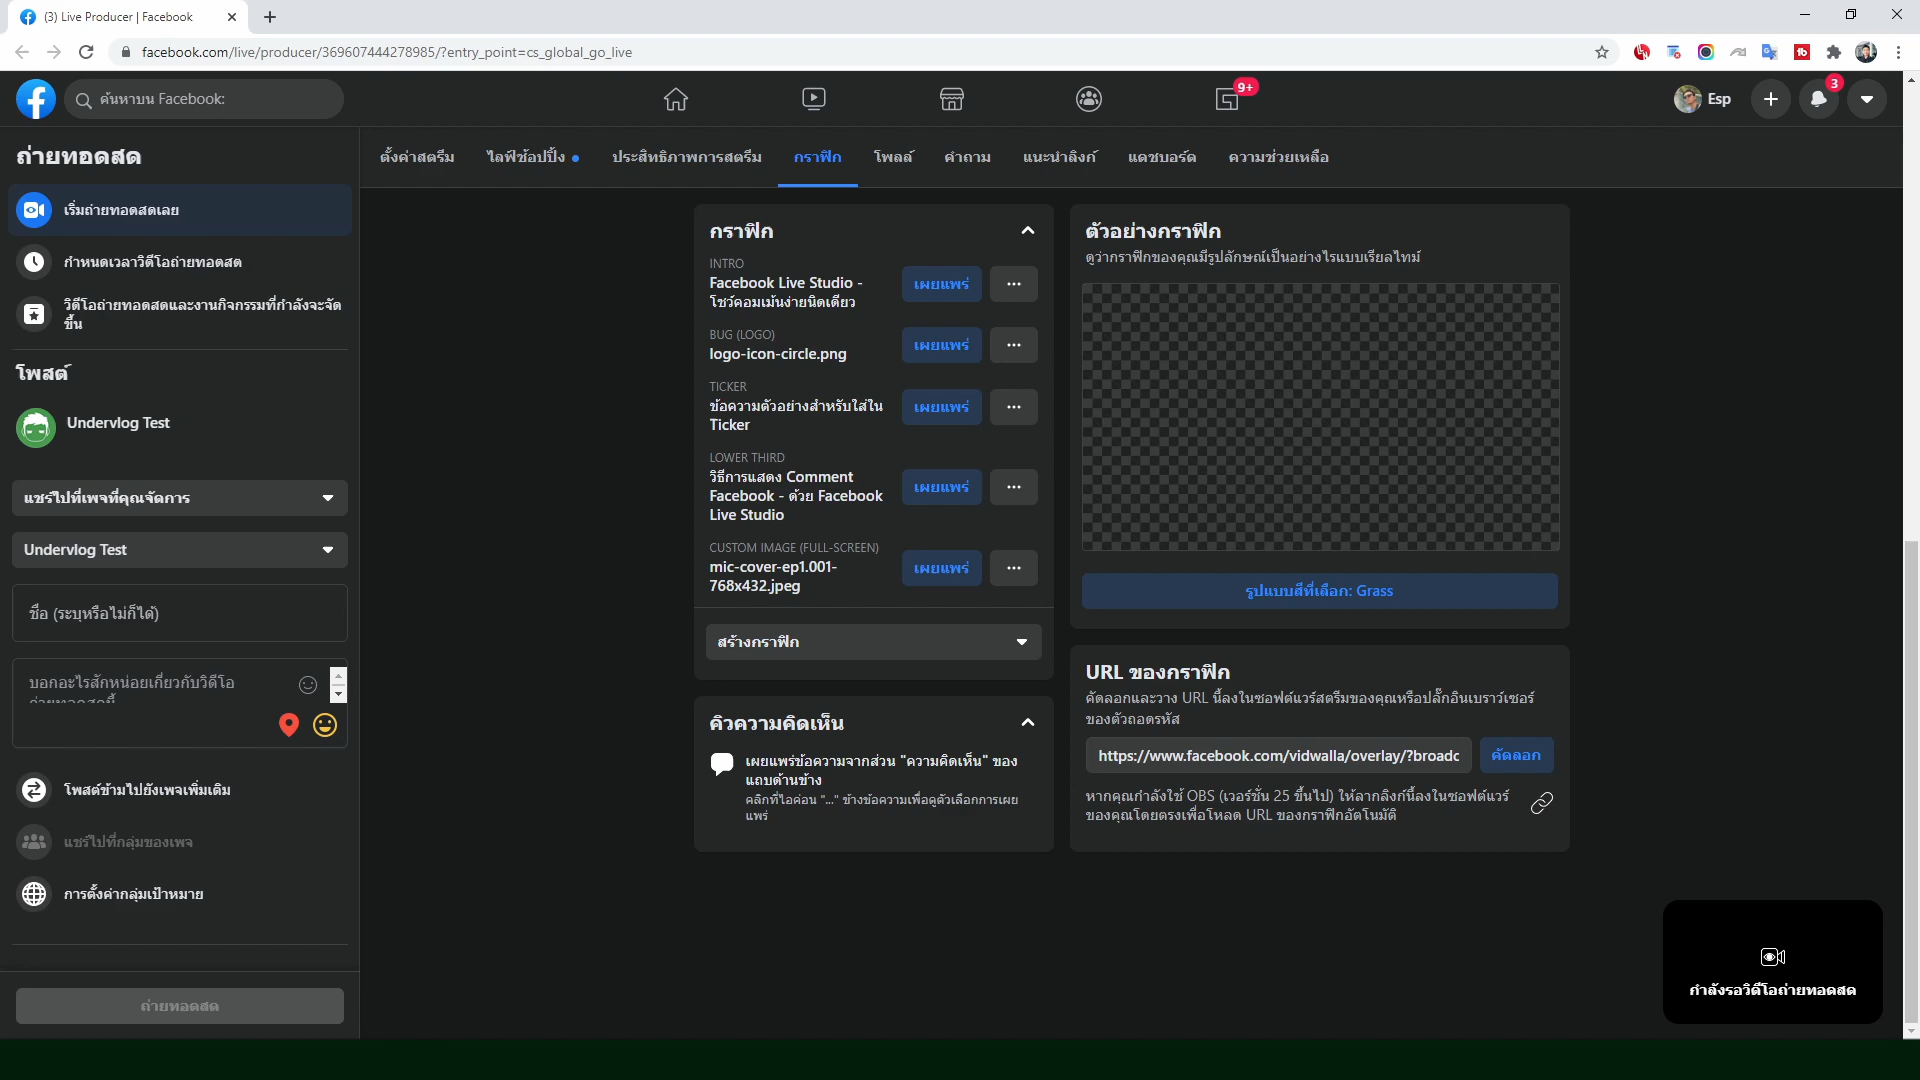 (3) Live Producer | Facebook
facebook.com/live/producer/369607444278985/?entry_point=cs_global_go_live
ค้นหาบน Facebook:
9+
Esp
3
ถ่ายทอดสด
เริ่มถ่ายทอดสดเลย
กำหนดเวลาวิดีโอถ่ายทอดสด
วิดีโอถ่ายทอดสดและงานกิจกรรมที่กำลังจะจัด
ขึ้น
โพสต์
Undervlog Test
แชร์ไปที่เพจที่คุณจัดการ
Undervlog Test
ชื่อ (ระบุหรือไม่ก็ได้)
บอกอะไรสักหน่อยเกี่ยวกับวิดีโอ
ถ่ายทอดสดนี้
โพสต์ข้ามไปยังเพจเพิ่มเติม
แชร์ไปที่กลุ่มของเพจ
การตั้งค่ากลุ่มเป้าหมาย
ถ่ายทอดสด
ตั้งค่าสตรีม
ไลฟ์ช้อปปิ้ง
ประสิทธิภาพการสตรีม
กราฟิก
โพลล์
คำถาม
แนะนำลิงก์
แดชบอร์ด
ความช่วยเหลือ
กราฟิก
INTRO
Facebook Live Studio -
โชว์คอมเม้นง่ายนิดเดียว
เผยแพร่
BUG (LOGO)
logo-icon-circle.png
เผยแพร่
TICKER
ข้อความตัวอย่างสำหรับใส่ใน
Ticker
เผยแพร่
LOWER THIRD
วิธีการแสดง Comment
Facebook - ด้วย Facebook
Live Studio
เผยแพร่
CUSTOM IMAGE (FULL-SCREEN)
mic-cover-ep1.001-
768x432.jpeg
เผยแพร่
สร้างกราฟิก
คิวความคิดเห็น
เผยแพร่ข้อความจากส่วน "ความคิดเห็น" ของ
แถบด้านข้าง
คลิกที่ไอค่อน "..." ข้างข้อความเพื่อดูตัวเลือกการเผย
แพร่
ตัวอย่างกราฟิก
ดูว่ากราฟิกของคุณมีรูปลักษณ์เป็นอย่างไรแบบเรียลไทม์
รูปแบบสีที่เลือก: Grass
URL ของกราฟิก
คัดลอกและวาง URL นี้ลงในซอฟต์แวร์สตรีมของคุณหรือปลั๊กอินเบราว์เซอร์
ของตัวถอดรหัส
https://www.facebook.com/vidwalla/overlay/?broadc
คัดลอก
หากคุณกำลังใช้ OBS (เวอร์ชั่น 25 ขึ้นไป) ให้ลากลิงก์นี้ลงในซอฟต์แวร์
ของคุณโดยตรงเพื่อโหลด URL ของกราฟิกอัตโนมัติ
กำลังรอวิดีโอถ่ายทอดสด